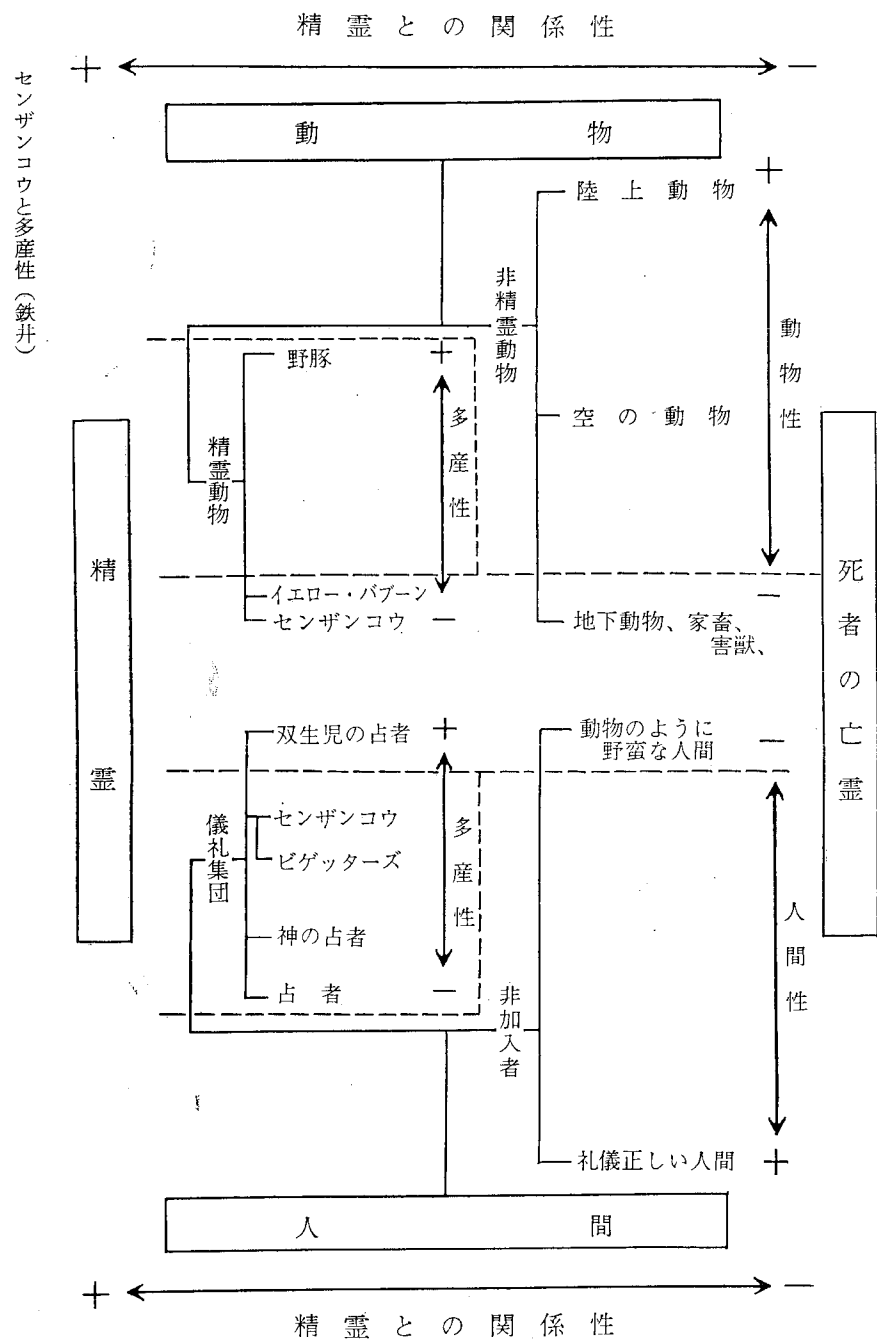 精霊との関係性
＋ －
センザンコウと多産性（鉄井）
動物
陸上動物 ＋
非精霊動物
動物性
野豚 ＋
多産性
空の動物
精霊動物
精霊
死者の亡霊
イエロー・バブーン
センザンコウ －
－
地下動物、家畜、
害獣、
双生児の占者 ＋
動物のように
野蛮な人間 －
センザンコウ
儀礼集団
多産性
ビゲッターズ
人間性
神の占者
占者 －
非加入者
礼儀正しい人間 ＋
人間
＋ －
精霊との関係性